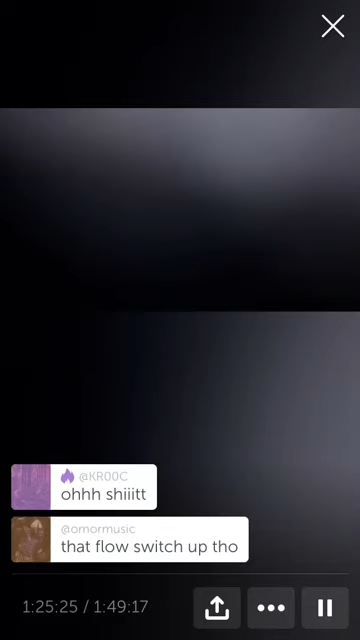 @KR00C
ohhh shiiitt
@omormusic
that flow switch up tho
1:25:25 / 1:49:17